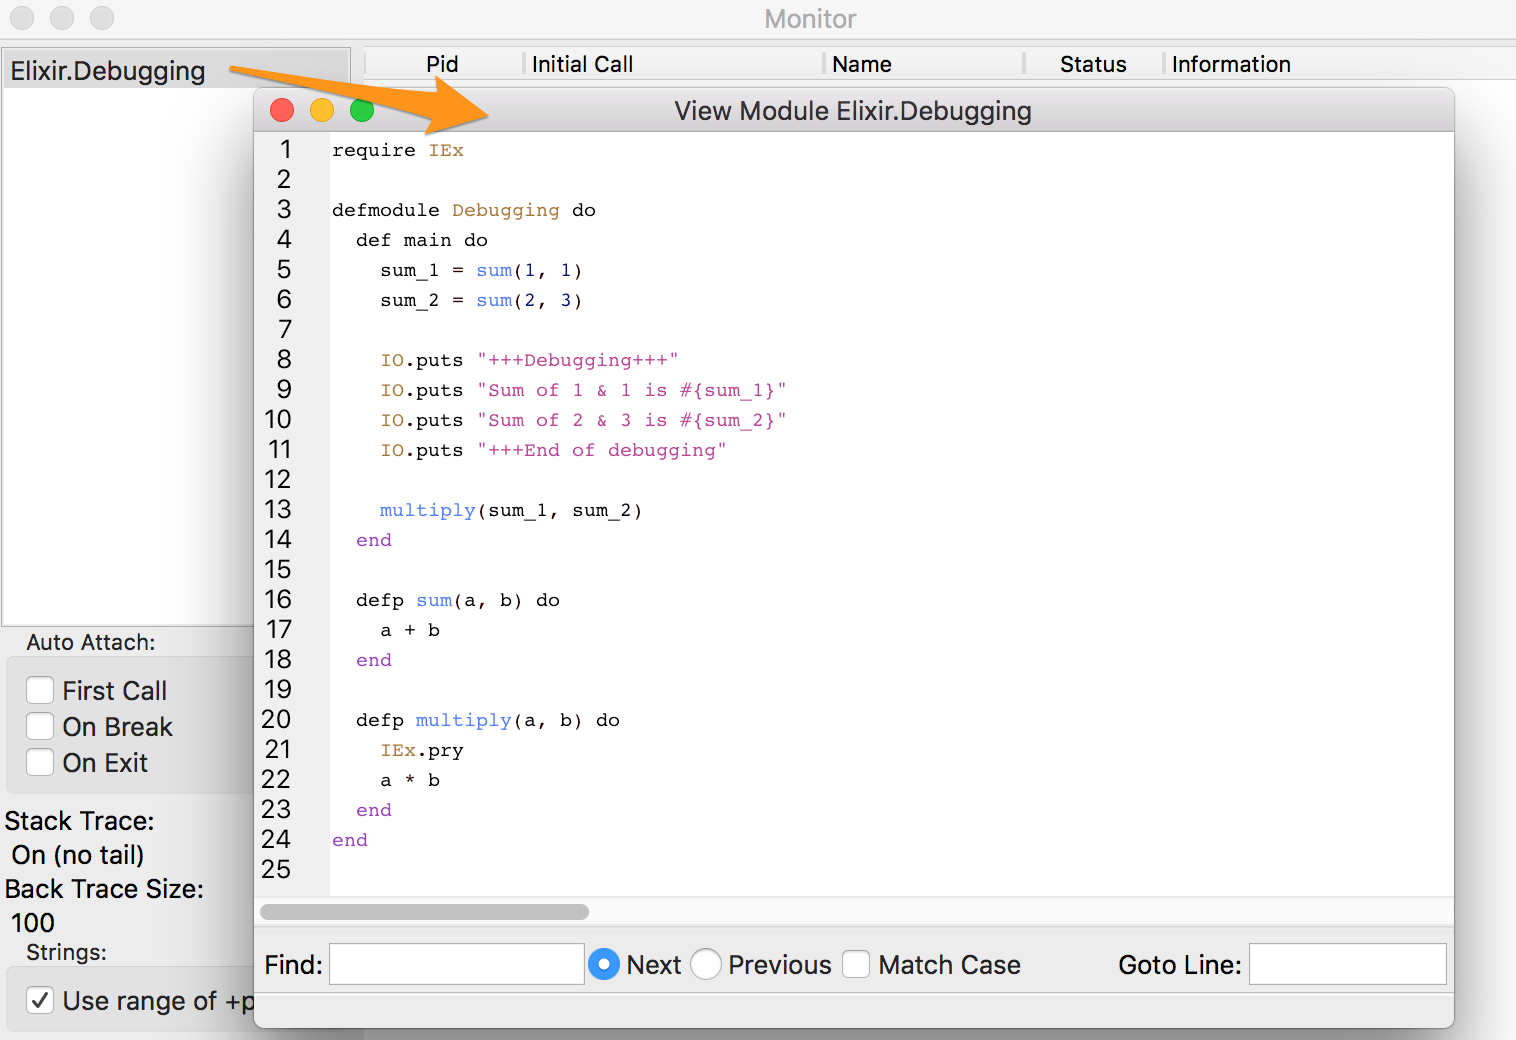 Monitor
Elixir.Debugging
Pid Initial Call Name Status Information
View Module Elixir.Debugging
1 require IEx
2
3 defmodule Debugging do
4 def main do
5 sum_1 = sum(1, 1)
6 sum_2 = sum(2, 3)
7
8 IO.puts "+++Debugging+++"
9 IO.puts "Sum of 1 & 1 is #{sum_1}"
10 IO.puts "Sum of 2 & 3 is #{sum_2}"
11 IO.puts "+++End of debugging"
12
13 multiply(sum_1, sum_2)
14 end
15
16 defp sum(a, b) do
17 a + b
18 end
19
20 defp multiply(a, b) do
21 IEx.pry
22 a * b
23 end
24 end
25
Auto Attach:
First Call
On Break
On Exit
Stack Trace:
On (no tail)
Back Trace Size:
100
Strings:
Use range of +p
Find: Next Previous Match Case Goto Line: